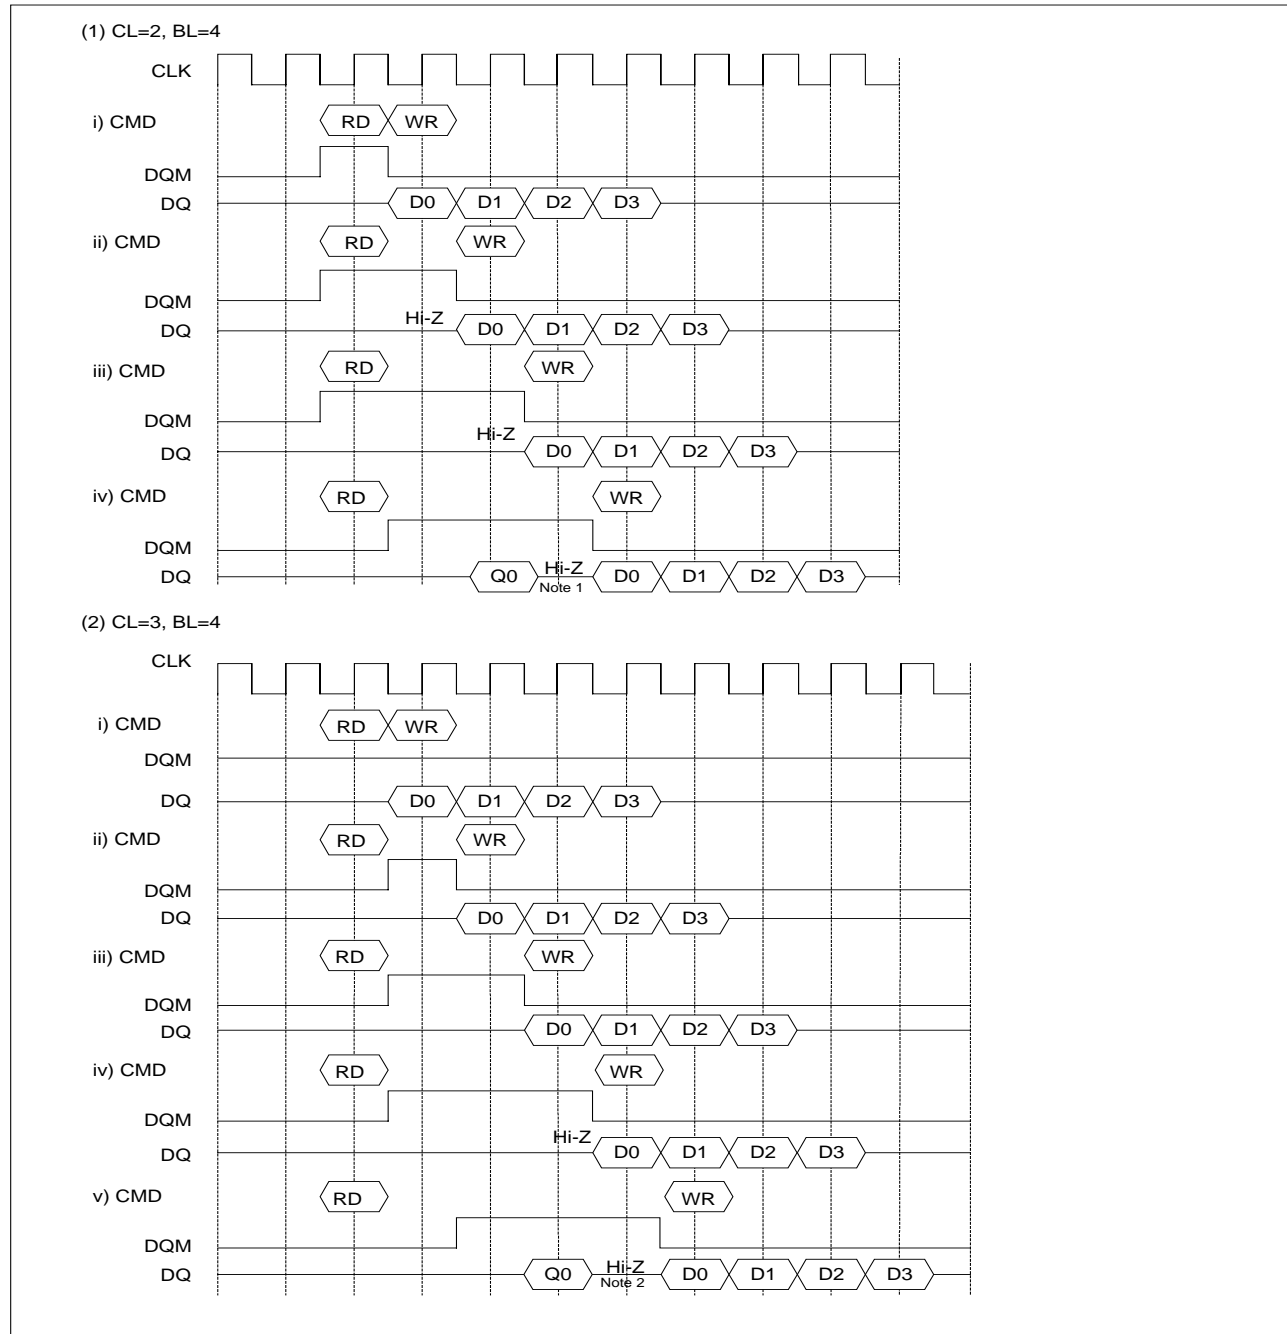 (1) CL=2, BL=4
CLK
i) CMD RD WR
DQM
DQ D0 D1 D2 D3
ii) CMD RD WR
DQM
DQ Hi-Z D0 D1 D2 D3
iii) CMD RD WR
DQM
DQ Hi-Z D0 D1 D2 D3
iv) CMD RD WR
DQM
DQ Q0 Hi-Z D0 D1 D2 D3
Note 1
(2) CL=3, BL=4
CLK
i) CMD RD WR
DQM
DQ D0 D1 D2 D3
ii) CMD RD WR
DQM
DQ D0 D1 D2 D3
iii) CMD RD WR
DQM
DQ D0 D1 D2 D3
iv) CMD RD WR
DQM
DQ Hi-Z D0 D1 D2 D3
v) CMD RD WR
DQM
DQ Q0 Hi-Z D0 D1 D2 D3
Note 2